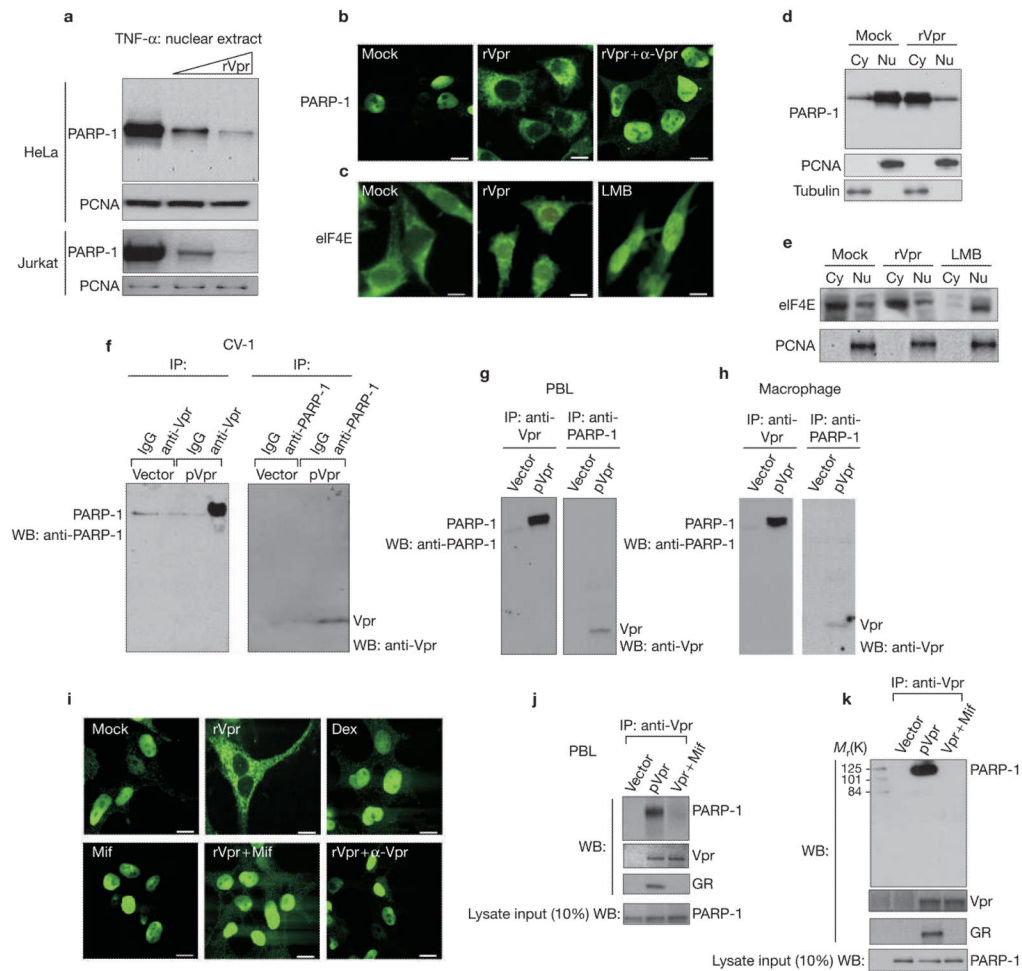 a
TNF-α: nuclear extract
rVpr
HeLa
PARP-1
PCNA
Jurkat
PARP-1
PCNA
b
PARP-1
Mock
rVpr
rVpr+α-Vpr
c
eIF4E
Mock
rVpr
LMB
d
Mock rVpr
Cy Nu Cy Nu
PARP-1
PCNA
Tubulin
e
Mock rVpr LMB
Cy Nu Cy Nu Cy Nu
eIF4E
PCNA
f
CV-1
IP: IP:
IgG anti-Vpr IgG anti-Vpr IgG anti-PARP-1 IgG anti-PARP-1
Vector pVpr Vector pVpr
PARP-1
WB: anti-PARP-1
Vpr
WB: anti-Vpr
g
PBL
IP: anti-Vpr IP: anti-PARP-1
Vector pVpr Vector pVpr
PARP-1
WB: anti-PARP-1
Vpr
WB: anti-Vpr
h
Macrophage
IP: anti-Vpr IP: anti-PARP-1
Vector pVpr Vector pVpr
PARP-1
WB: anti-PARP-1
Vpr
WB: anti-Vpr
i
Mock
rVpr
Dex
Mif
rVpr+Mif
rVpr+α-Vpr
j
IP: anti-Vpr
PBL
Vector pVpr Vpr+Mif
WB:
PARP-1
Vpr
GR
Lysate input (10%) WB: PARP-1
k
IP: anti-Vpr
Vector pVpr Vpr+Mif
Mr(K)
125
101
84
PARP-1
WB:
Vpr
GR
Lysate input (10%) WB: PARP-1